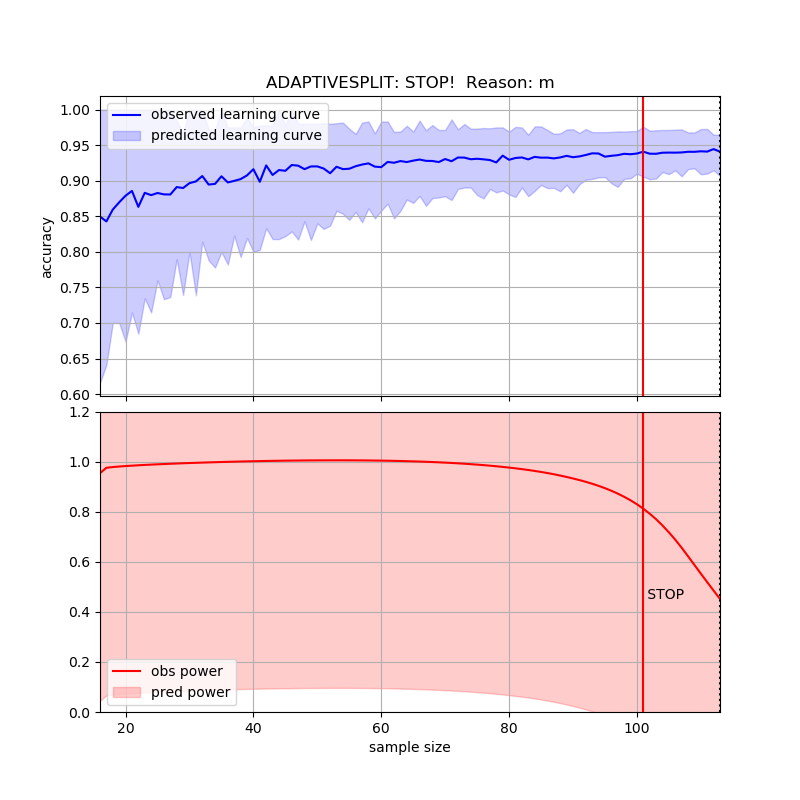 ADAPTIVESPLIT: STOP!  Reason: m
1.00
0.95
0.90
0.85
0.80
0.75
0.70
0.65
0.60
accuracy
observed learning curve
predicted learning curve
1.2
1.0
0.8
0.6
0.4
0.2
0.0
STOP
obs power
pred power
20 40 60 80 100
sample size